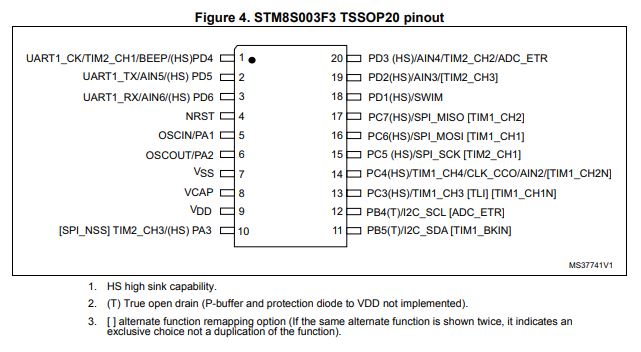 Figure 4. STM8S003F3 TSSOP20 pinout
UART1_CK/TIM2_CH1/BEEP/(HS)PD4 1 20 PD3 (HS)/AIN4/TIM2_CH2/ADC_ETR
UART1_TX/AIN5/(HS) PD5 2 19 PD2(HS)/AIN3/[TIM2_CH3]
UART1_RX/AIN6/(HS) PD6 3 18 PD1(HS)/SWIM
NRST 4 17 PC7(HS)/SPI_MISO [TIM1_CH2]
OSCIN/PA1 5 16 PC6(HS)/SPI_MOSI [TIM1_CH1]
OSCOUT/PA2 6 15 PC5 (HS)/SPI_SCK [TIM2_CH1]
VSS 7 14 PC4(HS)/TIM1_CH4/CLK_CCO/AIN2/[TIM1_CH2N]
VCAP 8 13 PC3(HS)/TIM1_CH3 [TLI] [TIM1_CH1N]
VDD 9 12 PB4(T)/I2C_SCL [ADC_ETR]
[SPI_NSS] TIM2_CH3/(HS) PA3 10 11 PB5(T)/I2C_SDA [TIM1_BKIN]
MS37741V1
1. HS high sink capability.
2. (T) True open drain (P-buffer and protection diode to VDD not implemented).
3. [ ] alternate function remapping option (If the same alternate function is shown twice, it indicates an
exclusive choice not a duplication of the function).